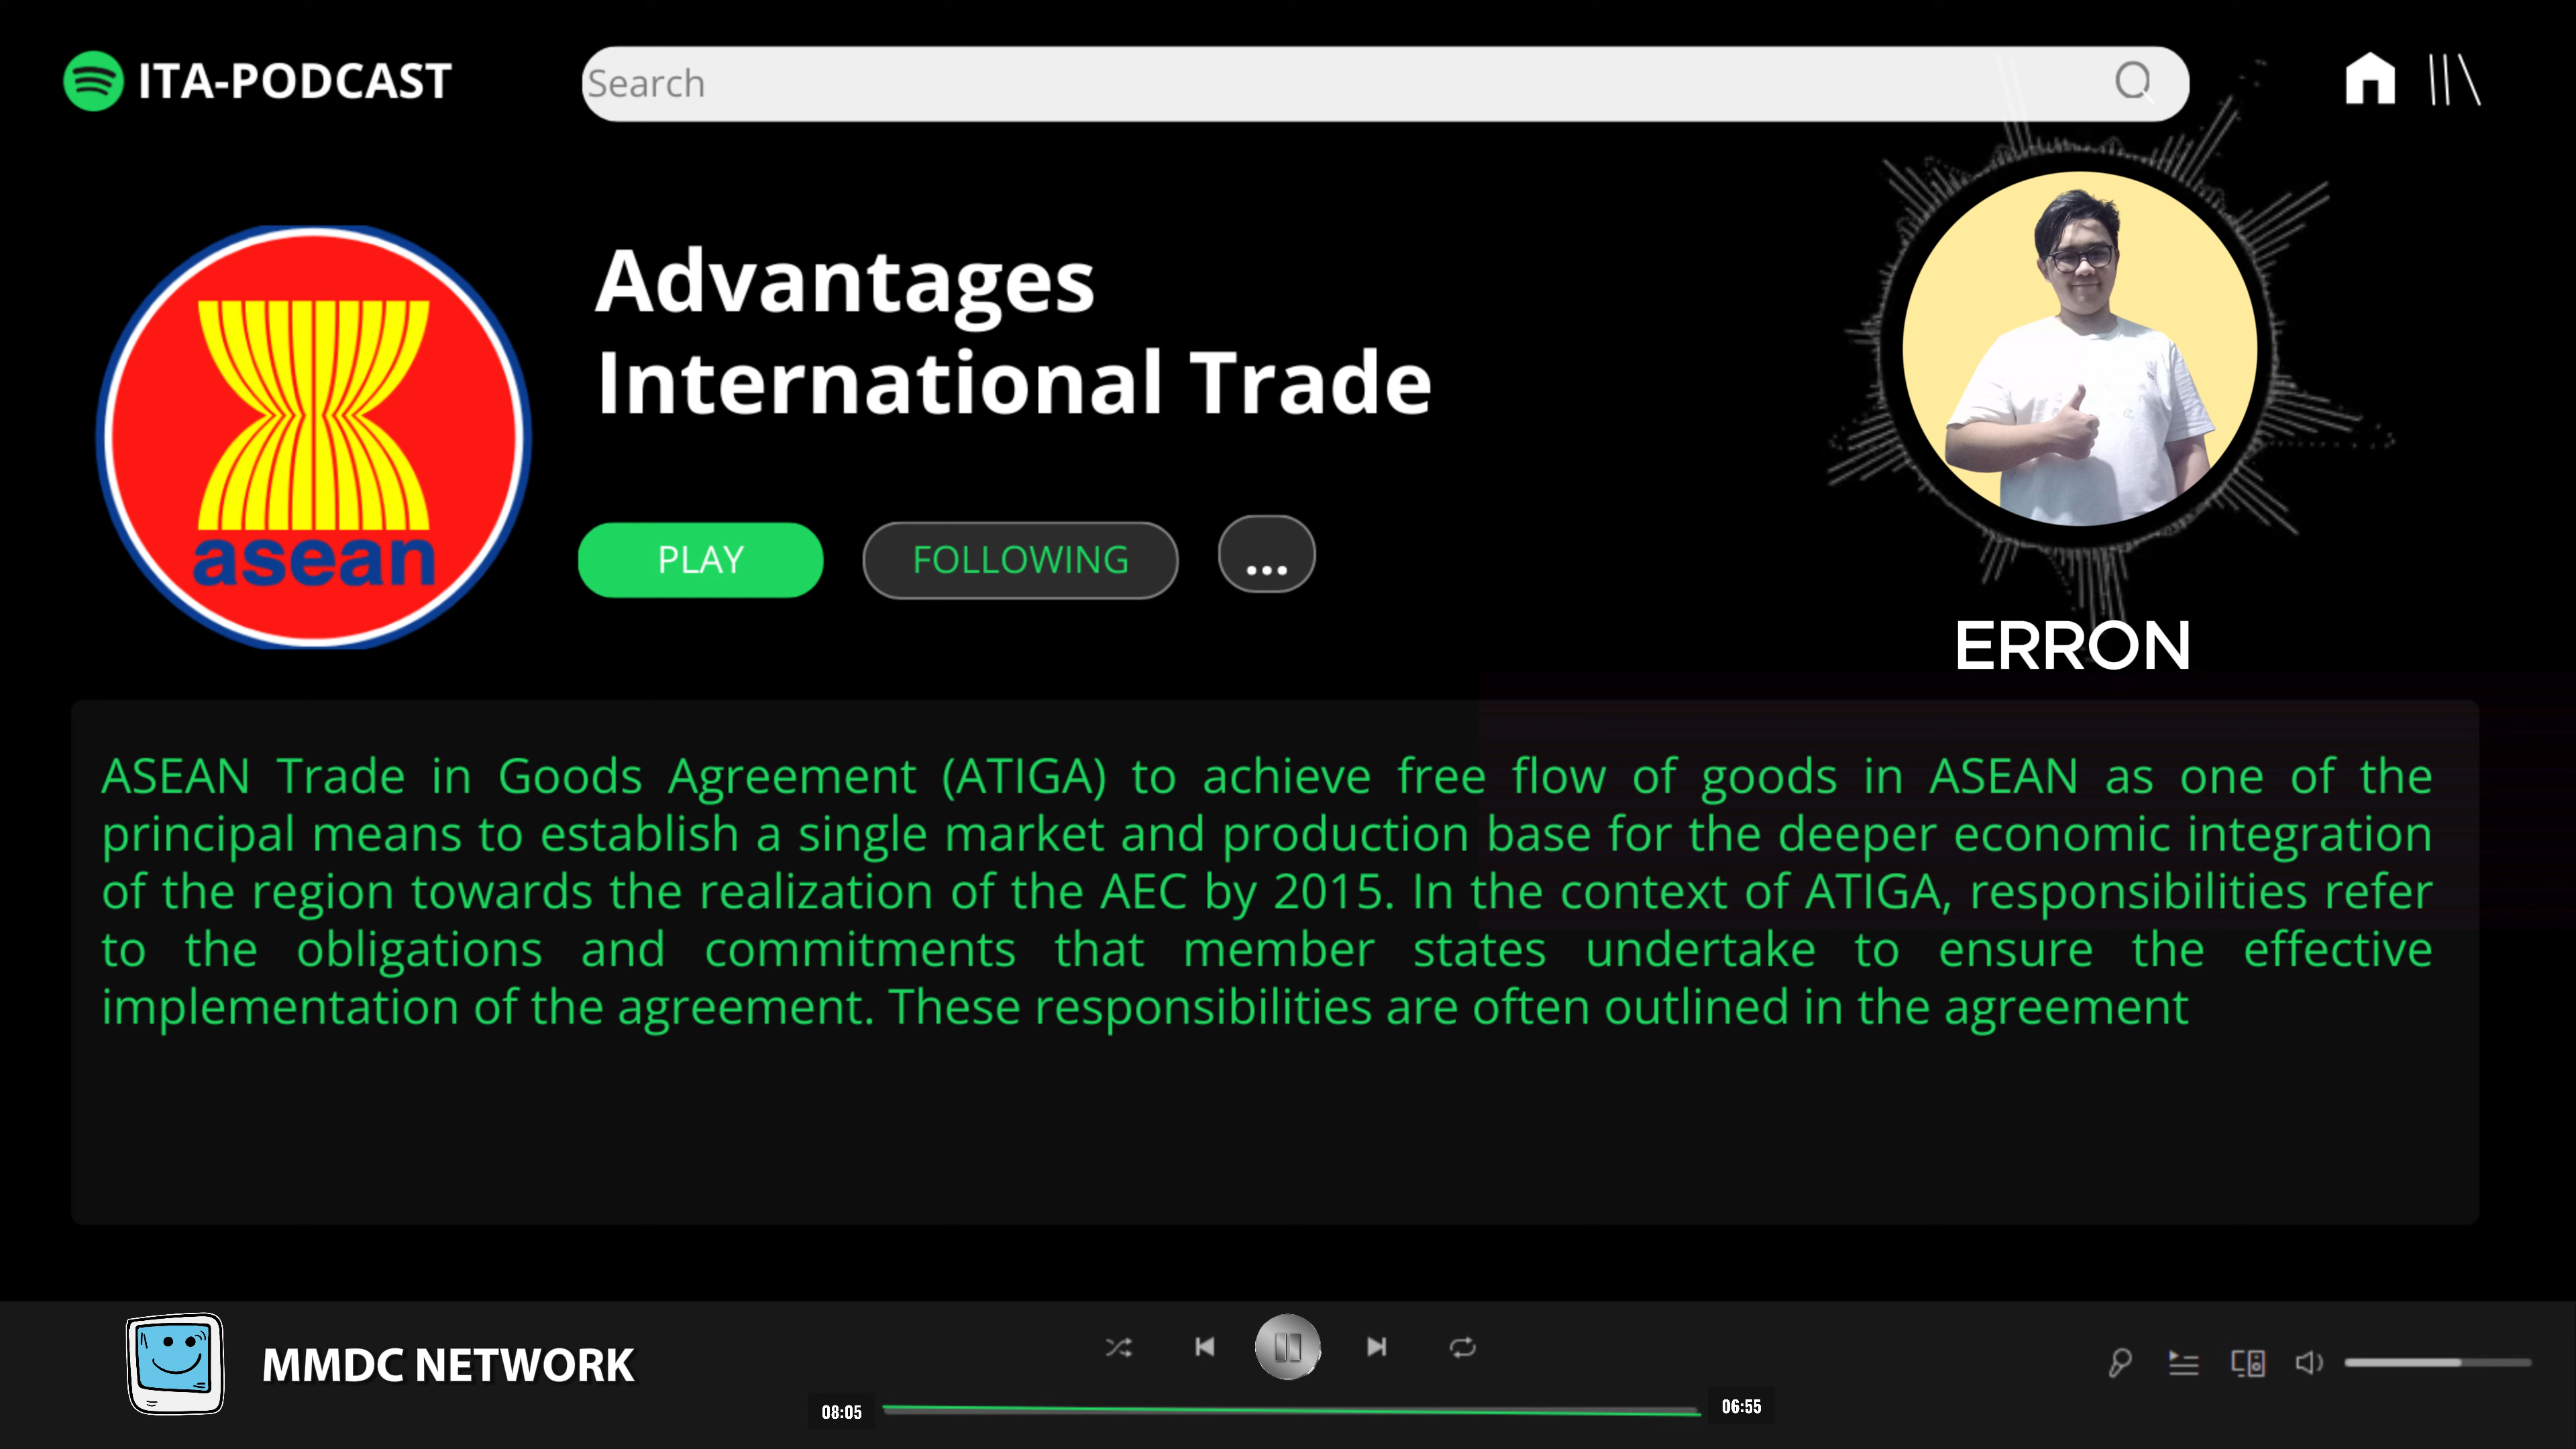 ITA-PODCAST
Search
Advantages
International Trade
asean
PLAY
FOLLOWING
...
ERRON
ASEAN Trade in Goods Agreement (ATIGA) to achieve free flow of goods in ASEAN as one of the
principal means to establish a single market and production base for the deeper economic integration
of the region towards the realization of the AEC by 2015. In the context of ATIGA, responsibilities refer
to the obligations and commitments that member states undertake to ensure the effective
implementation of the agreement. These responsibilities are often outlined in the agreement
MMDC NETWORK
08:05
06:55